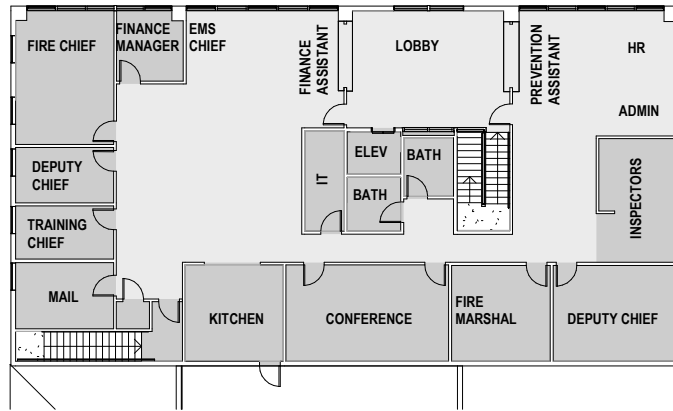 FIRE CHIEF
FINANCE
MANAGER
EMS
CHIEF
FINANCE
ASSISTANT
LOBBY
PREVENTION
ASSISTANT
HR
ADMIN
DEPUTY
CHIEF
IT
ELEV
BATH
BATH
INSPECTORS
TRAINING
CHIEF
MAIL
KITCHEN
CONFERENCE
FIRE
MARSHAL
DEPUTY CHIEF